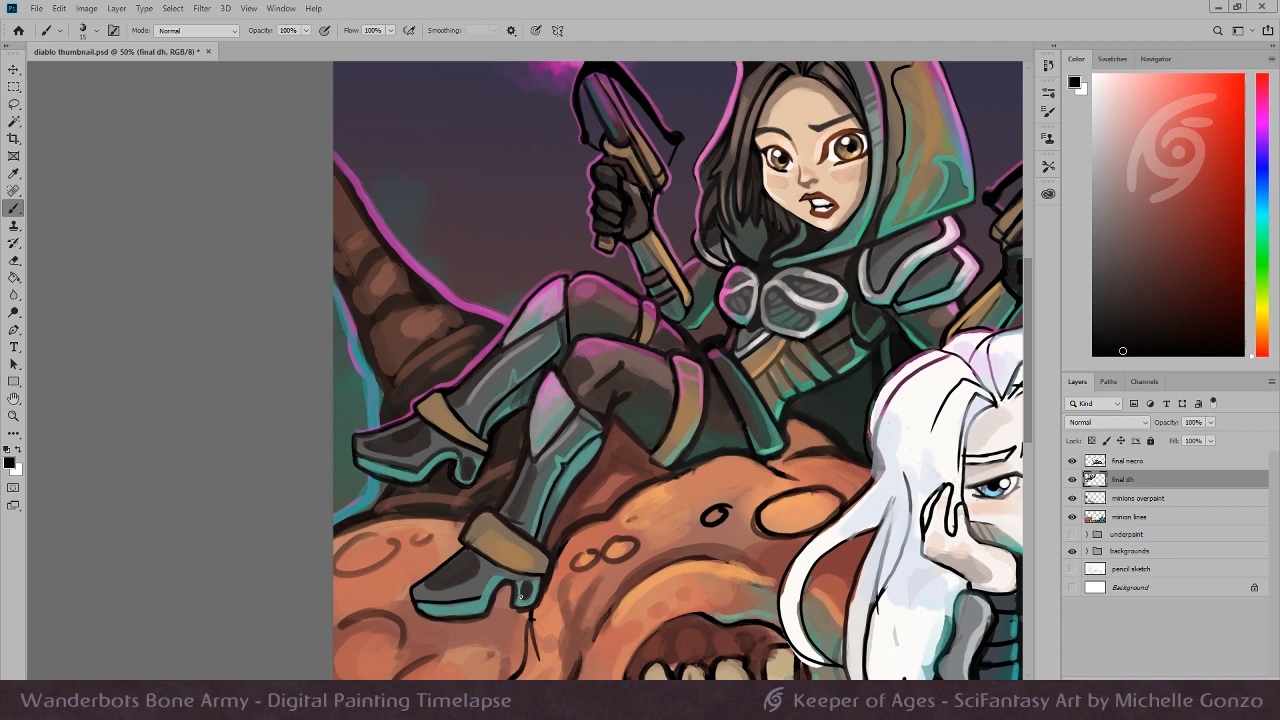 Ps File Edit Image Layer Type Select Filter 3D View Window Help
15 Mode: Normal Opacity: 100% Flow: 100% Smoothing:
diablo thumbnail.psd @ 50% (final dh, RGB/8) * ×
Color Swatches Navigator
Layers Paths Channels
Kind
Normal Opacity: 100%
Lock: Fill: 100%
final necro
final dh
minions overpaint
minion lines
underpaint
backgrounds
pencil sketch
Background
Wanderbots Bone Army - Digital Painting Timelapse
Keeper of Ages - SciFantasy Art by Michelle Gonzo